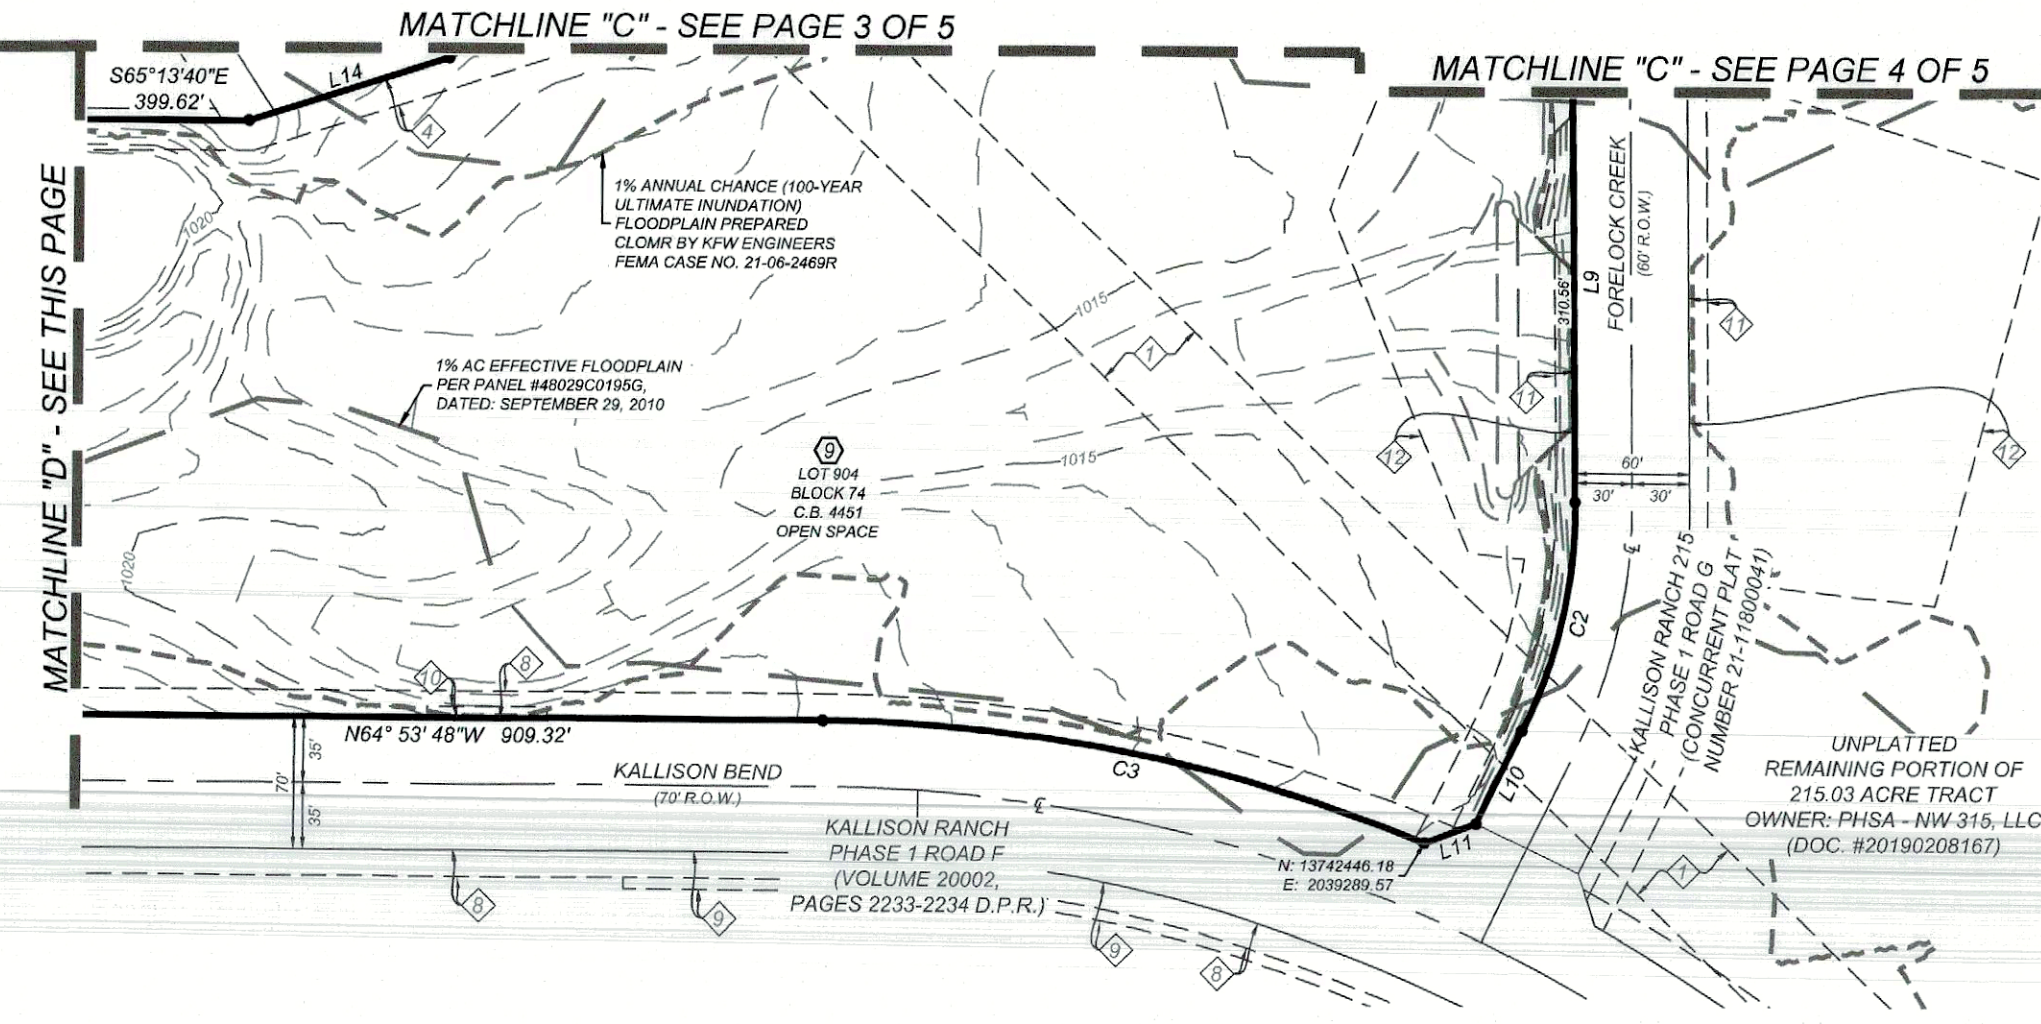 MATCHLINE "C" - SEE PAGE 3 OF 5
MATCHLINE "C" - SEE PAGE 4 OF 5
S65°13'40"E
399.62'
L14
4
MATCHLINE "D" - SEE THIS PAGE
1020
1% ANNUAL CHANCE (100-YEAR
ULTIMATE INUNDATION)
FLOODPLAIN PREPARED
CLOMR BY KFW ENGINEERS
FEMA CASE NO. 21-06-2469R
1015
1
L9
310.56'
FORELOCK CREEK
(60' R.O.W.)
11
11
12
12
1% AC EFFECTIVE FLOODPLAIN
PER PANEL #48029C0195G,
DATED: SEPTEMBER 29, 2010
9
LOT 904
BLOCK 74
C.B. 4451
OPEN SPACE
1015
60'
30'
30'
1020
C2
KALLISON RANCH 215
PHASE 1 ROAD G
(CONCURRENT PLAT
NUMBER 21-11800041)
10
8
N64° 53' 48"W 909.32'
35'
70'
35'
KALLISON BEND
(70' R.O.W.)
C3
L10
L11
KALLISON RANCH
PHASE 1 ROAD F
(VOLUME 20002,
PAGES 2233-2234 D.P.R.)
N: 13742446.18
E: 2039289.57
UNPLATTED
REMAINING PORTION OF
215.03 ACRE TRACT
OWNER: PHSA - NW 315, LLC
(DOC. #20190208167)
1
8
9
9
8